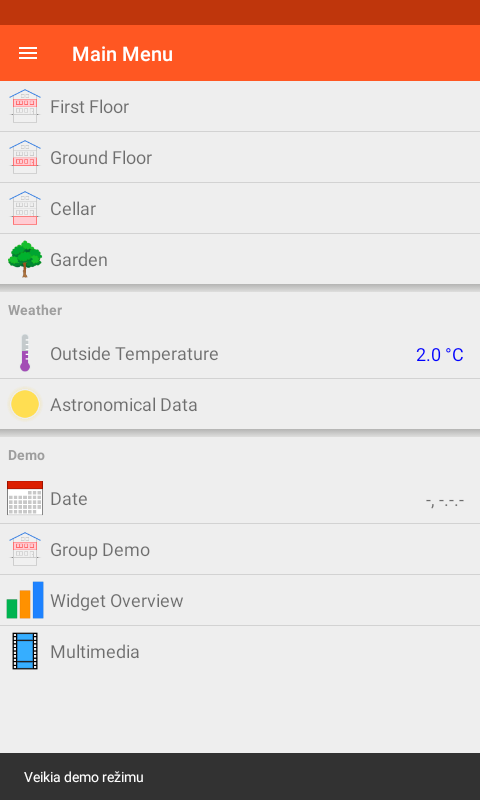 Main Menu
First Floor
Ground Floor
Cellar
Garden
Weather
Outside Temperature 2.0 °C
Astronomical Data
Demo
Date -, -.-.-
Group Demo
Widget Overview
Multimedia
Veikia demo režimu